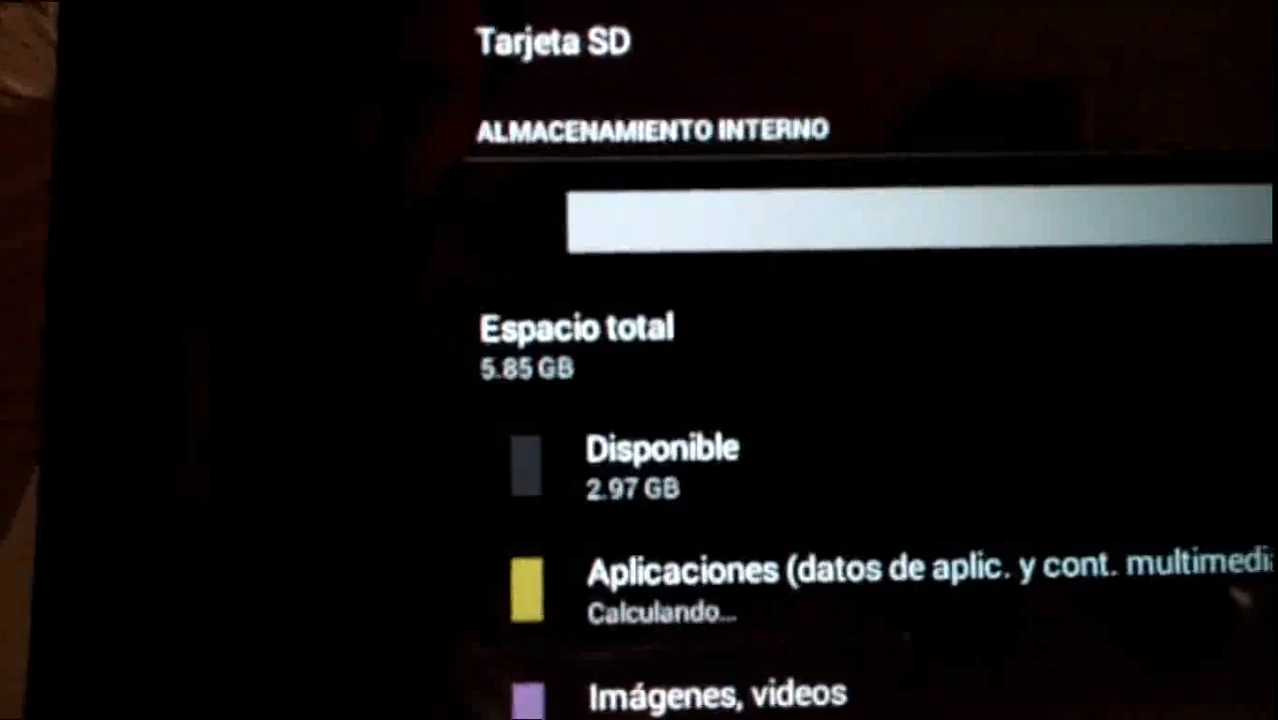 Tarjeta SD
ALMACENAMIENTO INTERNO
Espacio total
5.85 GB
Disponible
2.97 GB
Aplicaciones (datos de aplic. y cont. multimedi
Calculando...
Imágenes, videos